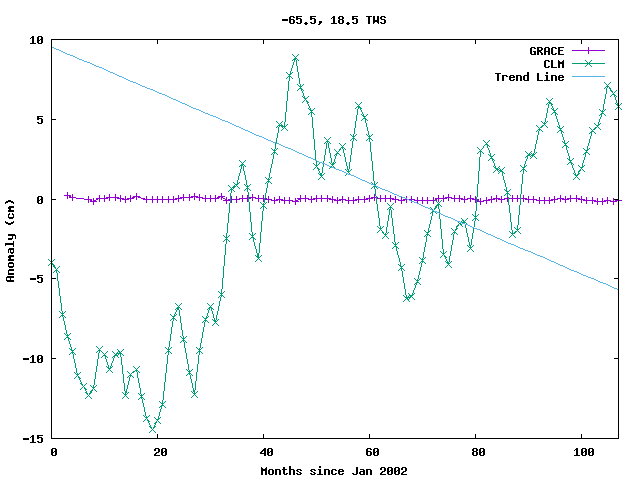 -65.5, 18.5 TWS
GRACE
CLM
Trend Line
10
5
0
-5
-10
-15
Anomaly (cm)
0 20 40 60 80 100
Months since Jan 2002